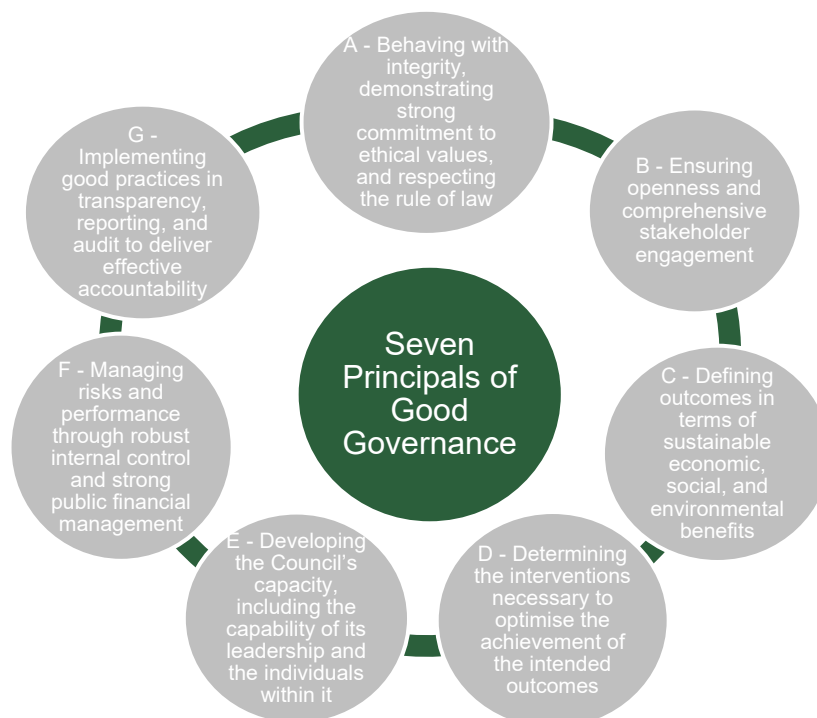 Seven
Principals of
Good
Governance
A - Behaving with
integrity,
demonstrating
strong
commitment to
ethical values,
and respecting
the rule of law
B - Ensuring
openness and
comprehensive
stakeholder
engagement
C - Defining
outcomes in
terms of
sustainable
economic,
social, and
environmental
benefits
D - Determining
the interventions
necessary to
optimise the
achievement of
the intended
outcomes
E - Developing
the Council’s
capacity,
including the
capability of its
leadership and
the individuals
within it
F - Managing
risks and
performance
through robust
internal control
and strong
public financial
management
G -
Implementing
good practices in
transparency,
reporting, and
audit to deliver
effective
accountability